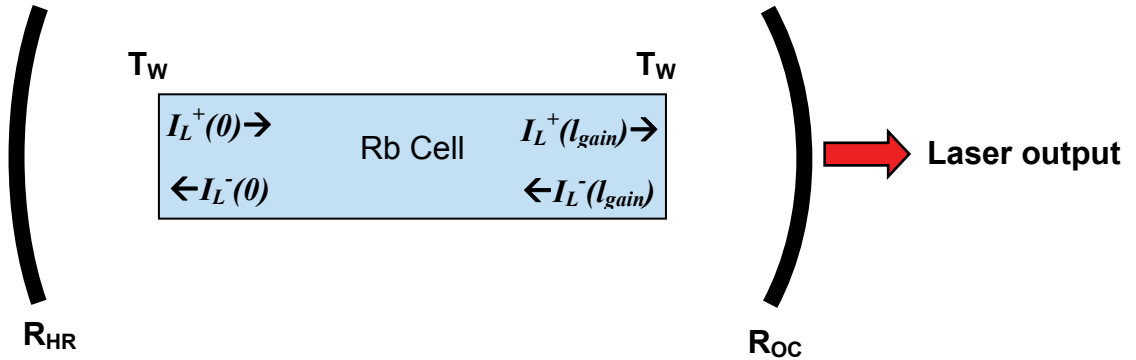 T_W T_W
I_L^+(0)→ I_L^+(l_gain)→
Rb Cell
Laser output
←I_L^-(0) ←I_L^-(l_gain)
R_HR R_OC